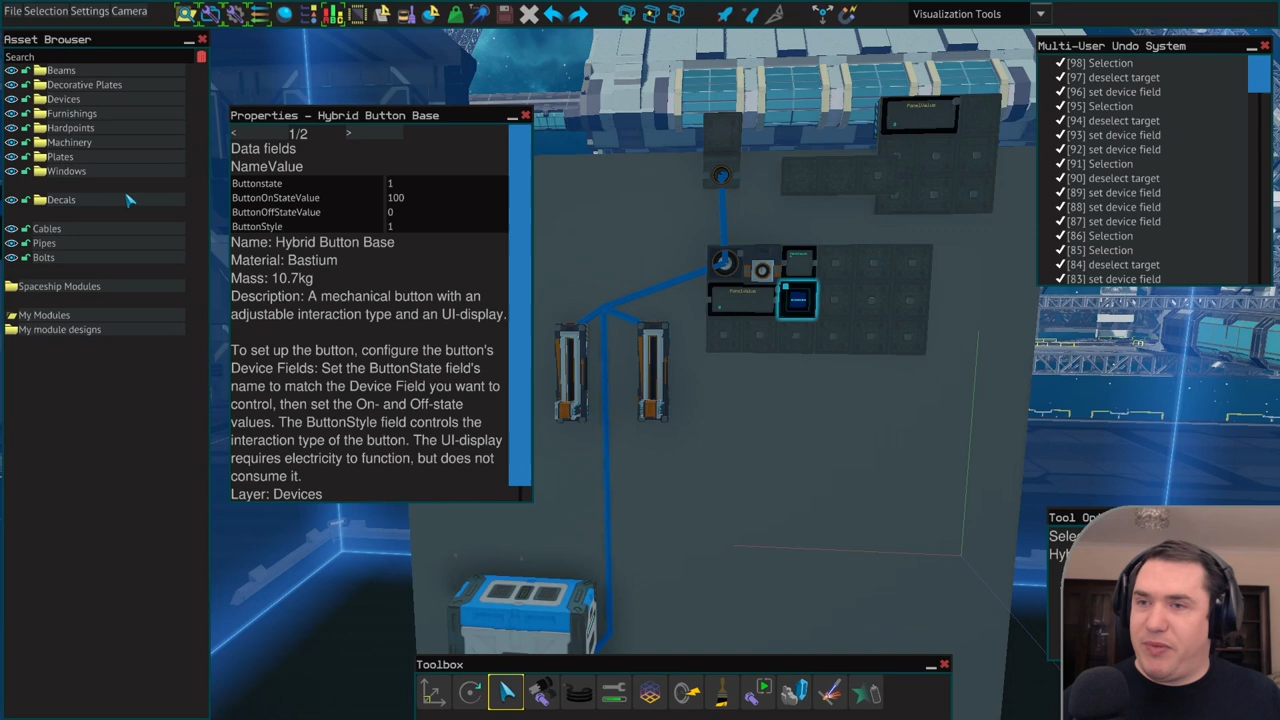 File Selection Settings Camera
Visualization Tools
Asset Browser
Search
Beams
Decorative Plates
Devices
Furnishings
Hardpoints
Machinery
Plates
Windows
Decals
Cables
Pipes
Bolts
Spaceship Modules
My Modules
My module designs
Properties - Hybrid Button Base
< 1/2 >
Data fields
NameValue
Buttonstate 1
ButtonOnStateValue 100
ButtonOffStateValue 0
ButtonStyle 1
Name: Hybrid Button Base
Material: Bastium
Mass: 10.7kg
Description: A mechanical button with an
adjustable interaction type and an UI-display.
To set up the button, configure the button's
Device Fields: Set the ButtonState field's
name to match the Device Field you want to
control, then set the On- and Off-state
values. The ButtonStyle field controls the
interaction type of the button. The UI-display
requires electricity to function, but does not
consume it.
Layer: Devices
PanelValue
PanelValue
Multi-User Undo System
[98] Selection
[97] deselect target
[96] set device field
[95] Selection
[94] deselect target
[93] set device field
[92] set device field
[91] Selection
[90] deselect target
[89] set device field
[88] set device field
[87] set device field
[86] Selection
[85] Selection
[84] deselect target
[83] set device field
Tool Op
Selec
Hy
Toolbox